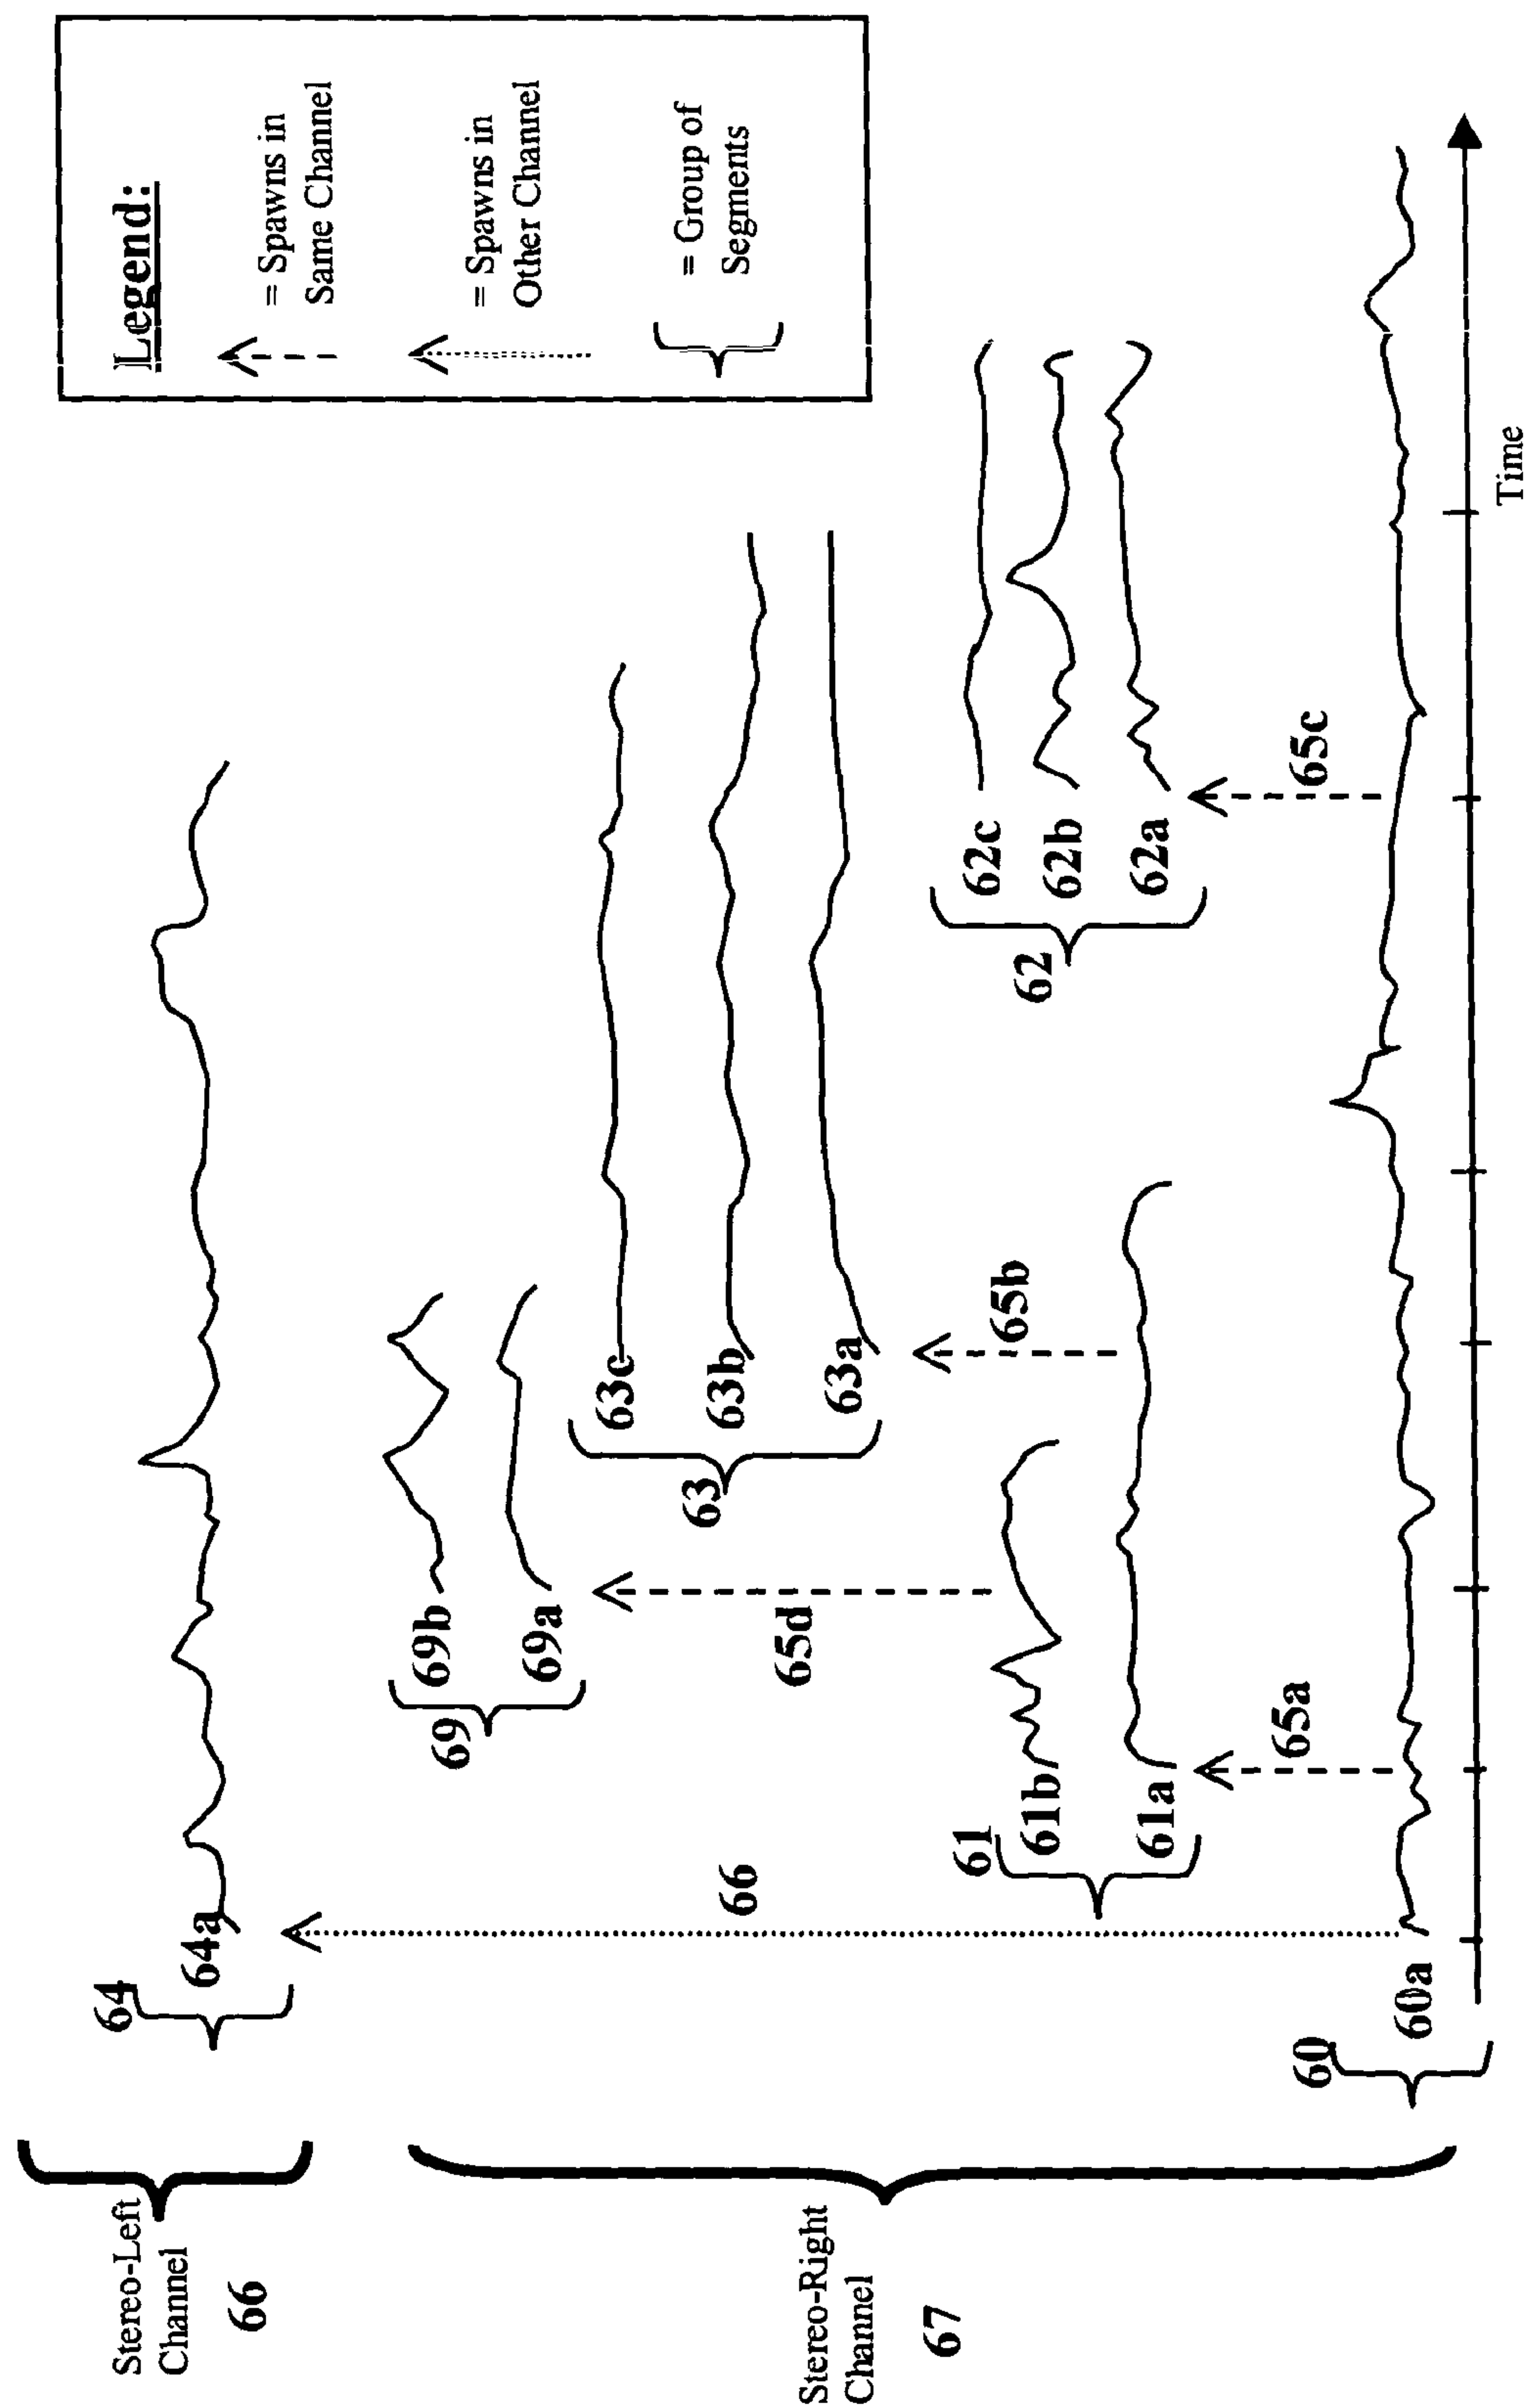 Stereo-Left
Channel
66
64
64a
Legend:
= Spawns in
Same Channel
= Spawns in
Other Channel
= Group of
Segments
Stereo-Right
Channel
67
69
69b
69a
63
63c
63b
63a
66
65d
65b
61
61b
61a
62
62c
62b
62a
65a
65c
60
60a
Time